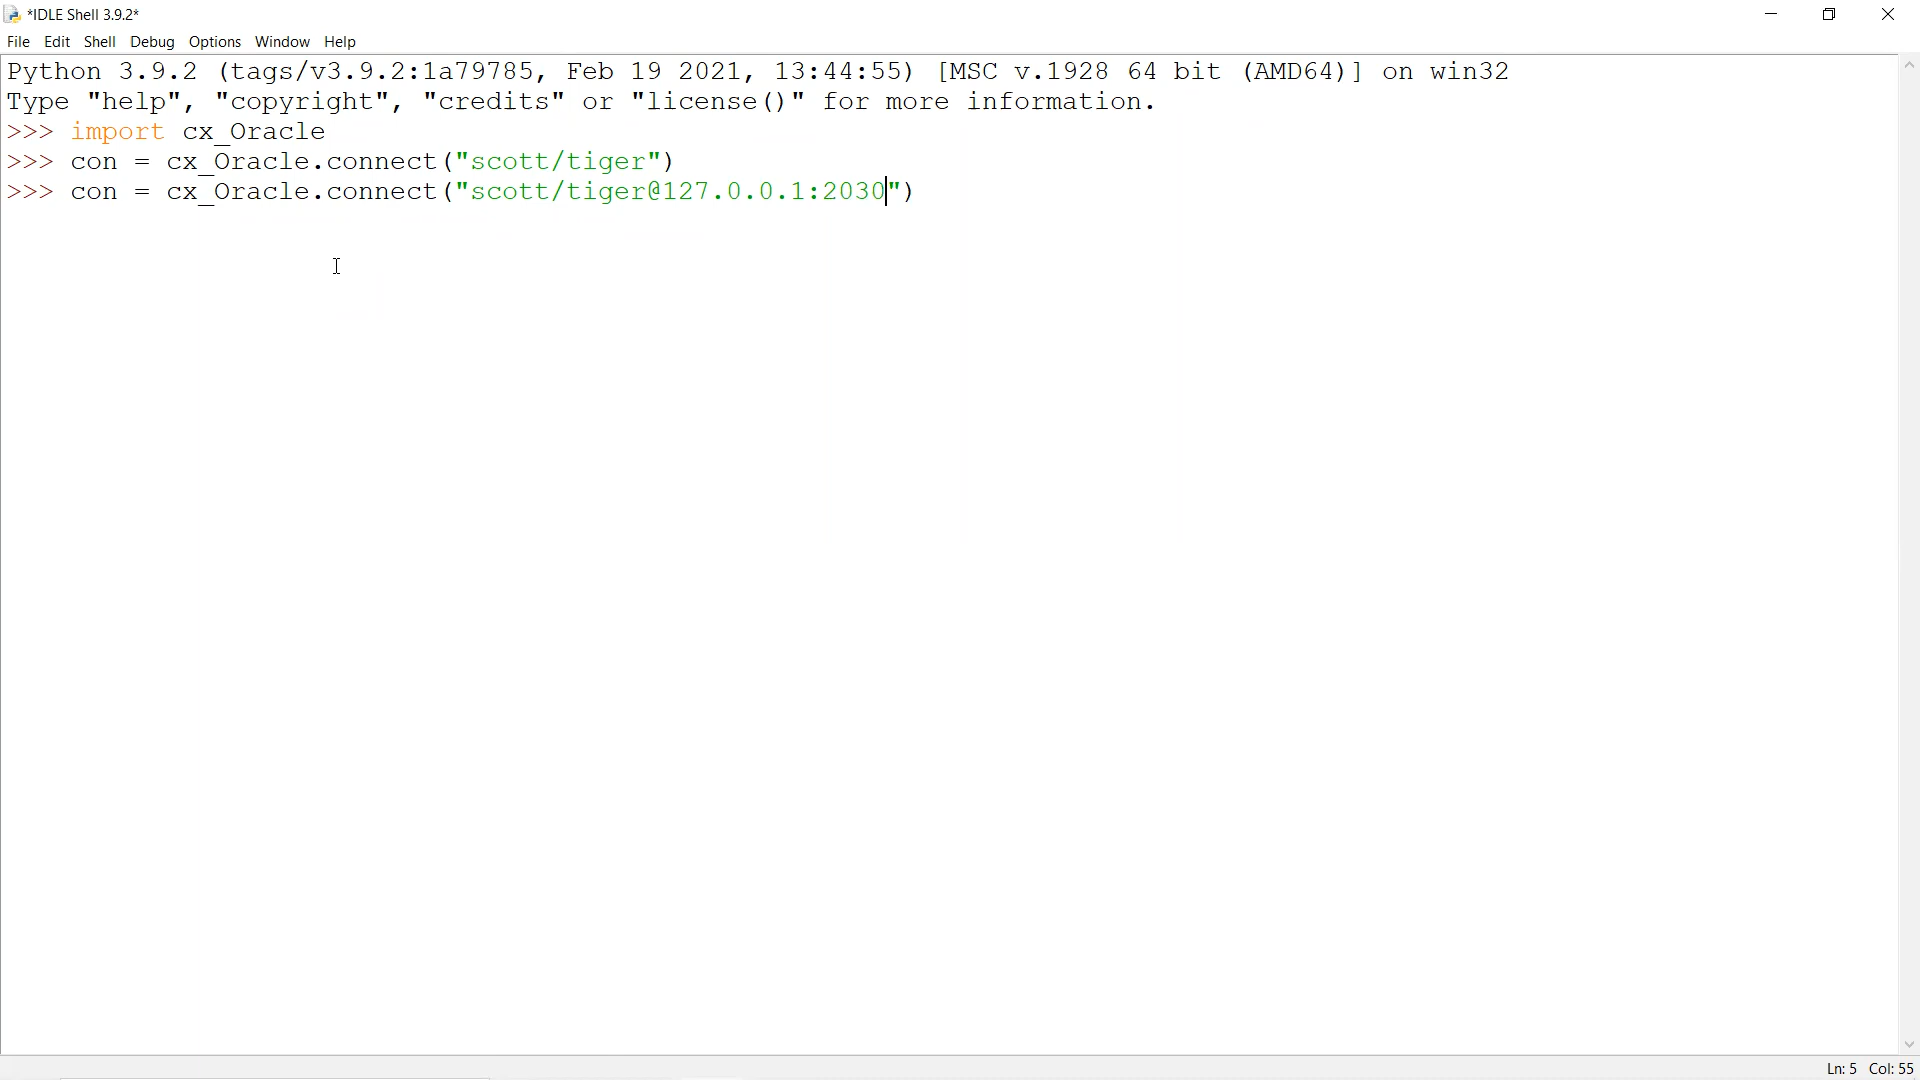 *IDLE Shell 3.9.2*
File Edit Shell Debug Options Window Help
Python 3.9.2 (tags/v3.9.2:1a79785, Feb 19 2021, 13:44:55) [MSC v.1928 64 bit (AMD64)] on win32
Type "help", "copyright", "credits" or "license()" for more information.
>>> import cx_Oracle
>>> con = cx_Oracle.connect("scott/tiger")
>>> con = cx_Oracle.connect("scott/tiger@127.0.0.1:2030")
Ln: 5 Col: 55